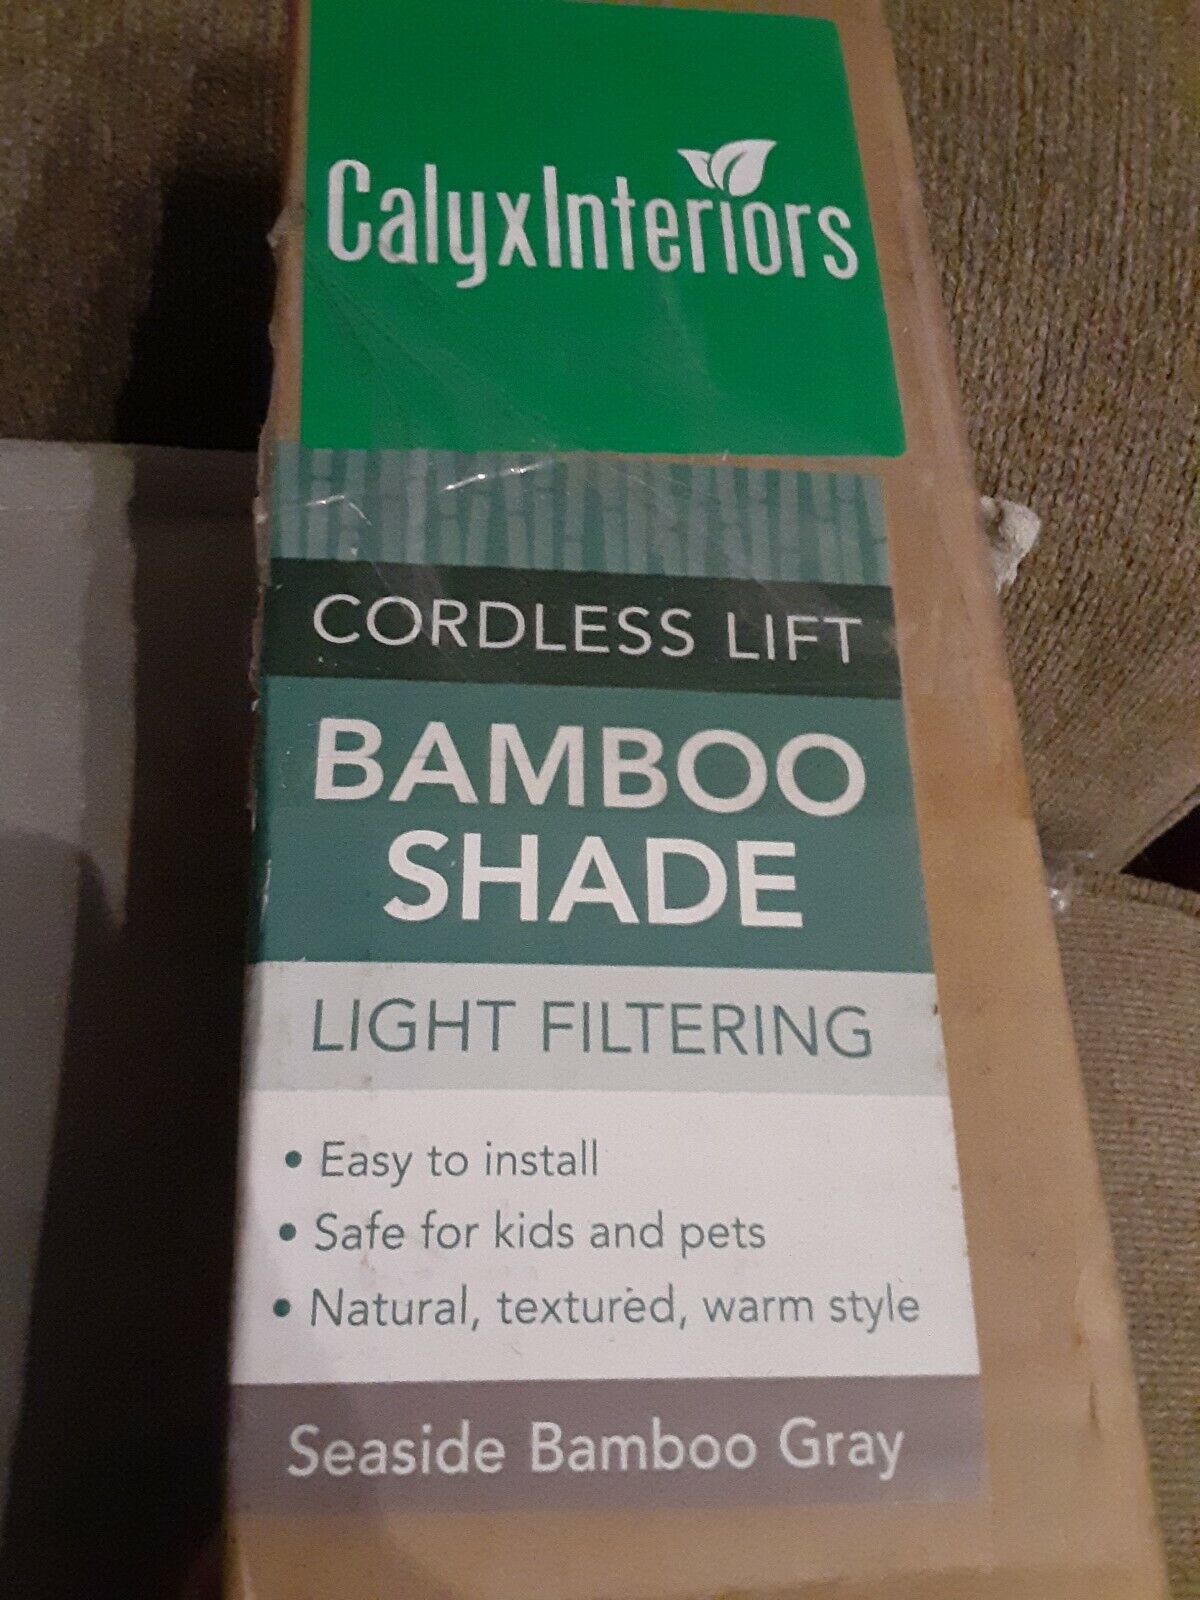 CalyxInteriors
CORDLESS LIFT
BAMBOO
SHADE
LIGHT FILTERING
• Easy to install
• Safe for kids and pets
• Natural, textured, warm style
Seaside Bamboo Gray